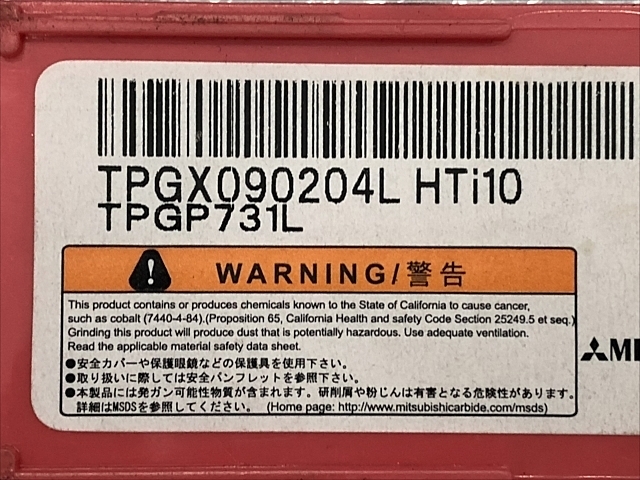 TPGX090204L HTi10
TPGP731L
WARNING/警告
This product contains or produces chemicals known to the State of California to cause cancer,
such as cobalt (7440-4-84).(Proposition 65, California Health and safety Code Section 25249.5 et seq.)
Grinding this product will produce dust that is potentially hazardous. Use adequate ventilation.
Read the applicable material safety data sheet.
●安全カバーや保護眼鏡などの保護具を使用下さい。
●取り扱いに際しては安全パンフレットを参照下さい。
●本製品には発ガン可能性物質が含まれます。研削屑や粉じんは有害となる危険性があります。
詳細はMSDSを参照してください。 (Home page: http://www.mitsubishicarbide.com/msds)
MI